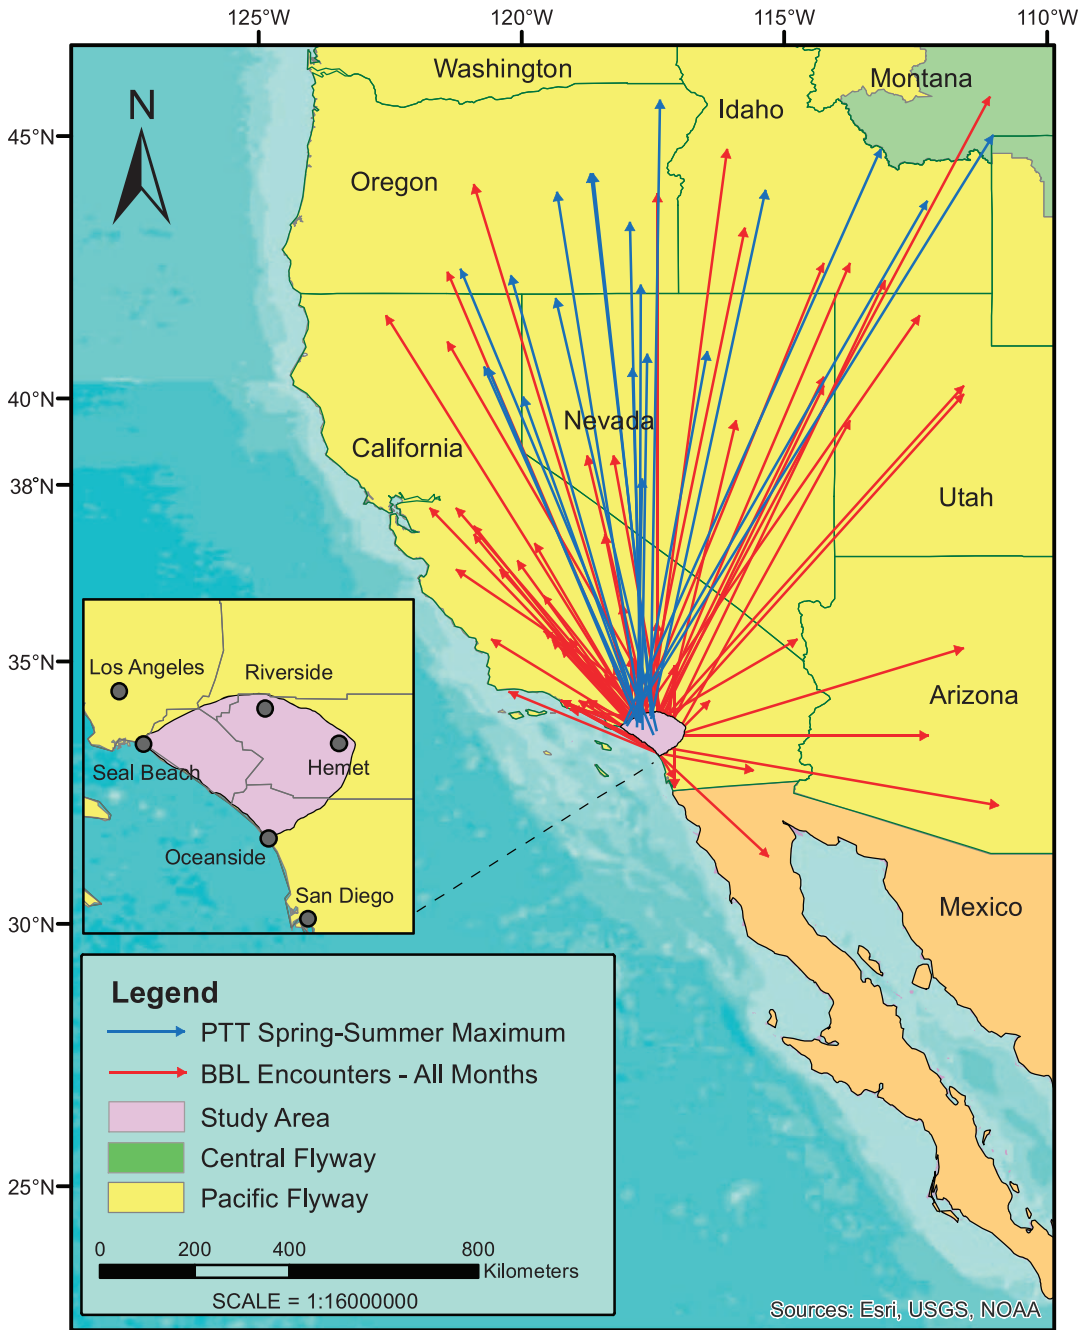 125°W 120°W 115°W 110°W
45°N
40°N
38°N
35°N
30°N
25°N
N
Washington
Montana
Idaho
Oregon
Nevada
California
Utah
Arizona
Mexico
Los Angeles
Riverside
Seal Beach
Hemet
Oceanside
San Diego
Legend
PTT Spring-Summer Maximum
BBL Encounters - All Months
Study Area
Central Flyway
Pacific Flyway
0 200 400 800
Kilometers
SCALE = 1:16000000
Sources: Esri, USGS, NOAA